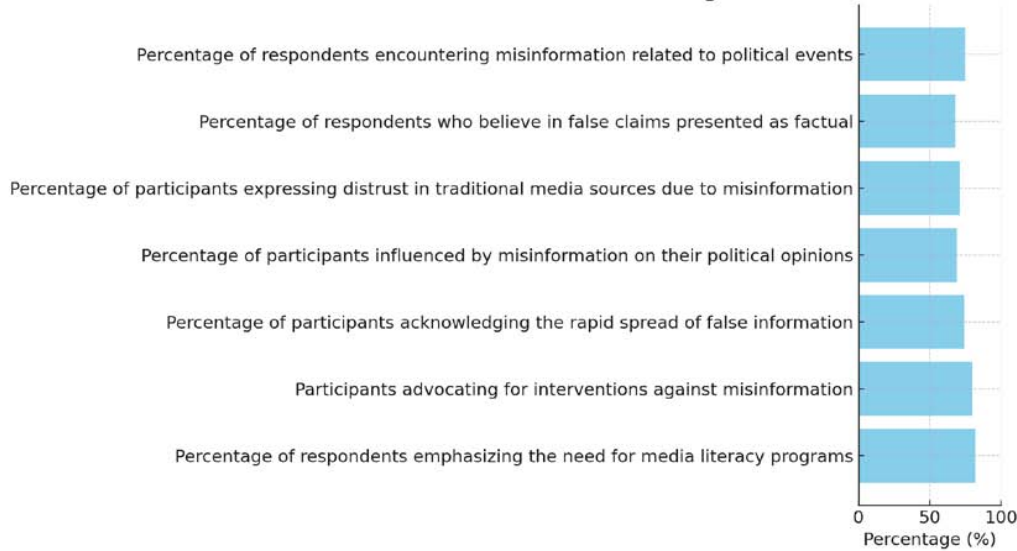 Percentage of respondents encountering misinformation related to political events
Percentage of respondents who believe in false claims presented as factual
Percentage of participants expressing distrust in traditional media sources due to misinformation
Percentage of participants influenced by misinformation on their political opinions
Percentage of participants acknowledging the rapid spread of false information
Participants advocating for interventions against misinformation
Percentage of respondents emphasizing the need for media literacy programs
0 50 100
Percentage (%)